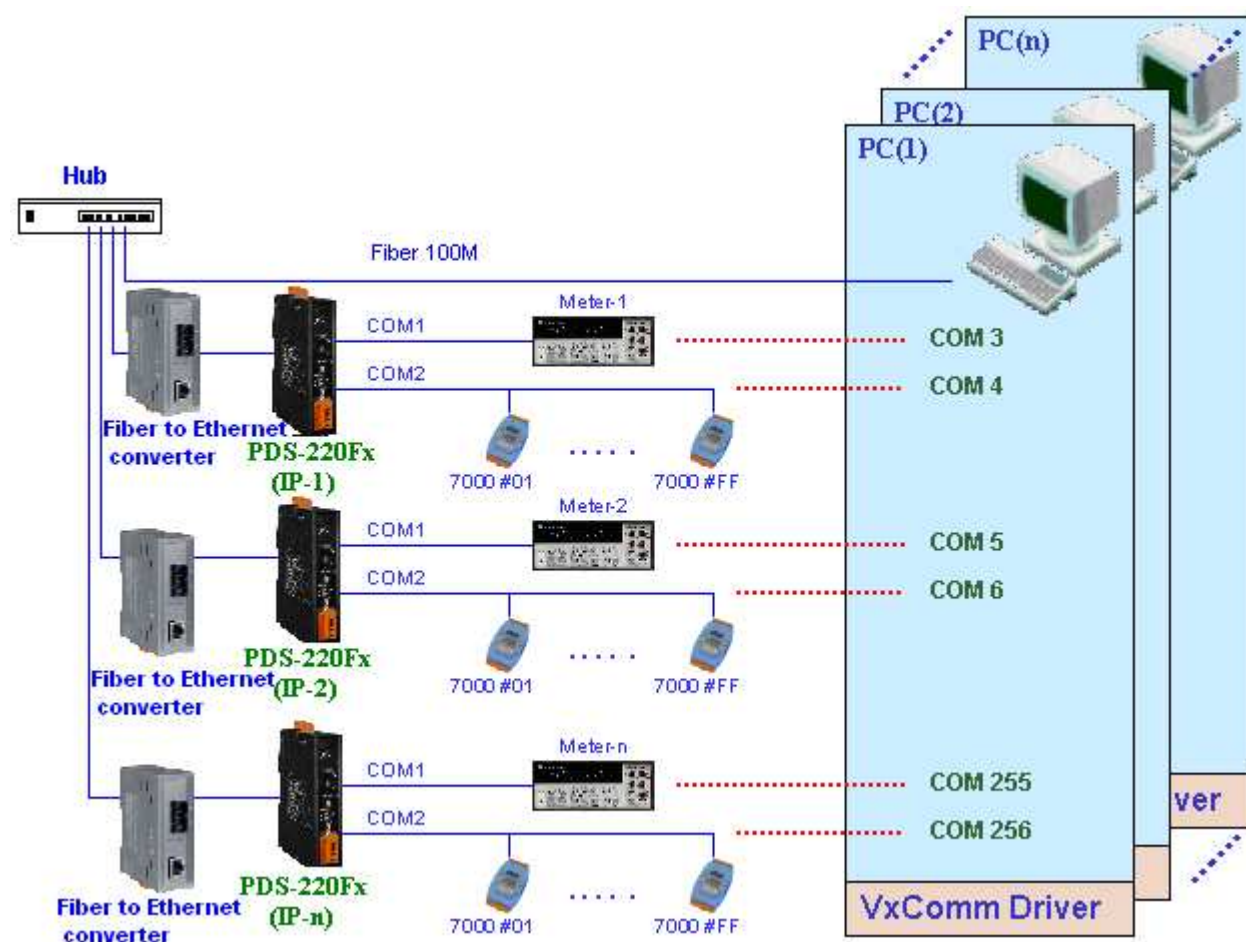 PC(n)
PC(2)
PC(1)
Hub
Fiber 100M
Meter-1
COM1
COM 3
COM2
COM 4
Fiber to Ethernet
converter
PDS-220Fx
(IP-1)
7000 #01
7000 #FF
Meter-2
COM1
COM 5
COM2
COM 6
Fiber to Ethernet
converter
PDS-220Fx
(IP-2)
7000 #01
7000 #FF
Meter-n
COM1
COM 255
COM2
COM 256
ver
Fiber to Ethernet
converter
PDS-220Fx
(IP-n)
7000 #01
7000 #FF
VxComm Driver